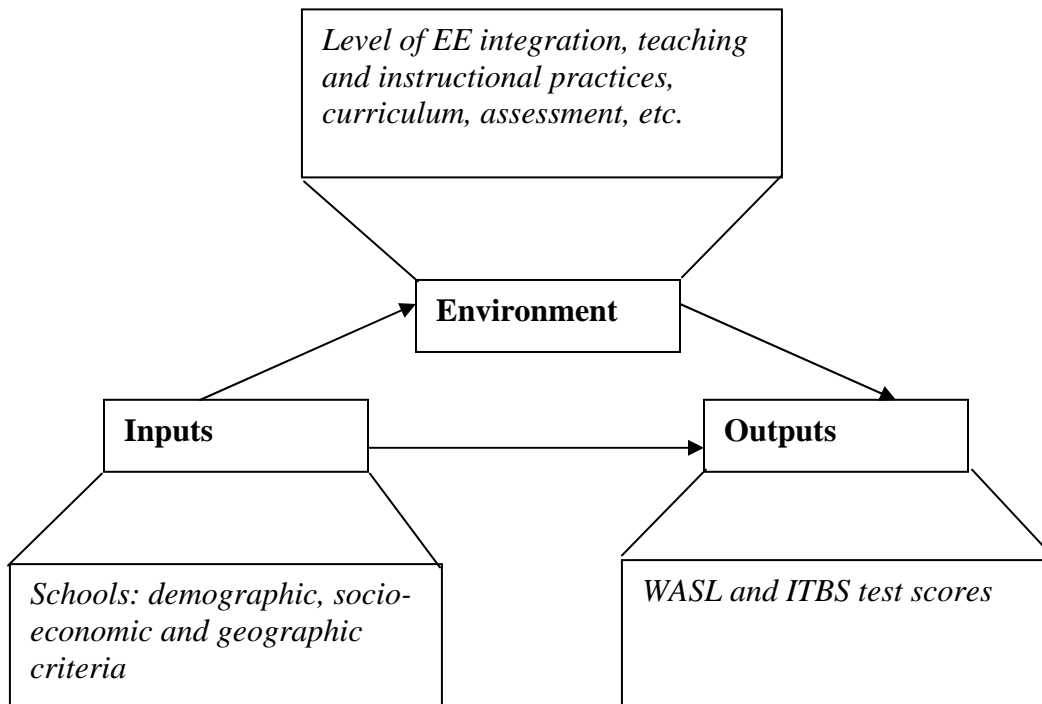 Level of EE integration, teaching
and instructional practices,
curriculum, assessment, etc.
Environment
Inputs
Outputs
Schools: demographic, socio-
economic and geographic
criteria
WASL and ITBS test scores